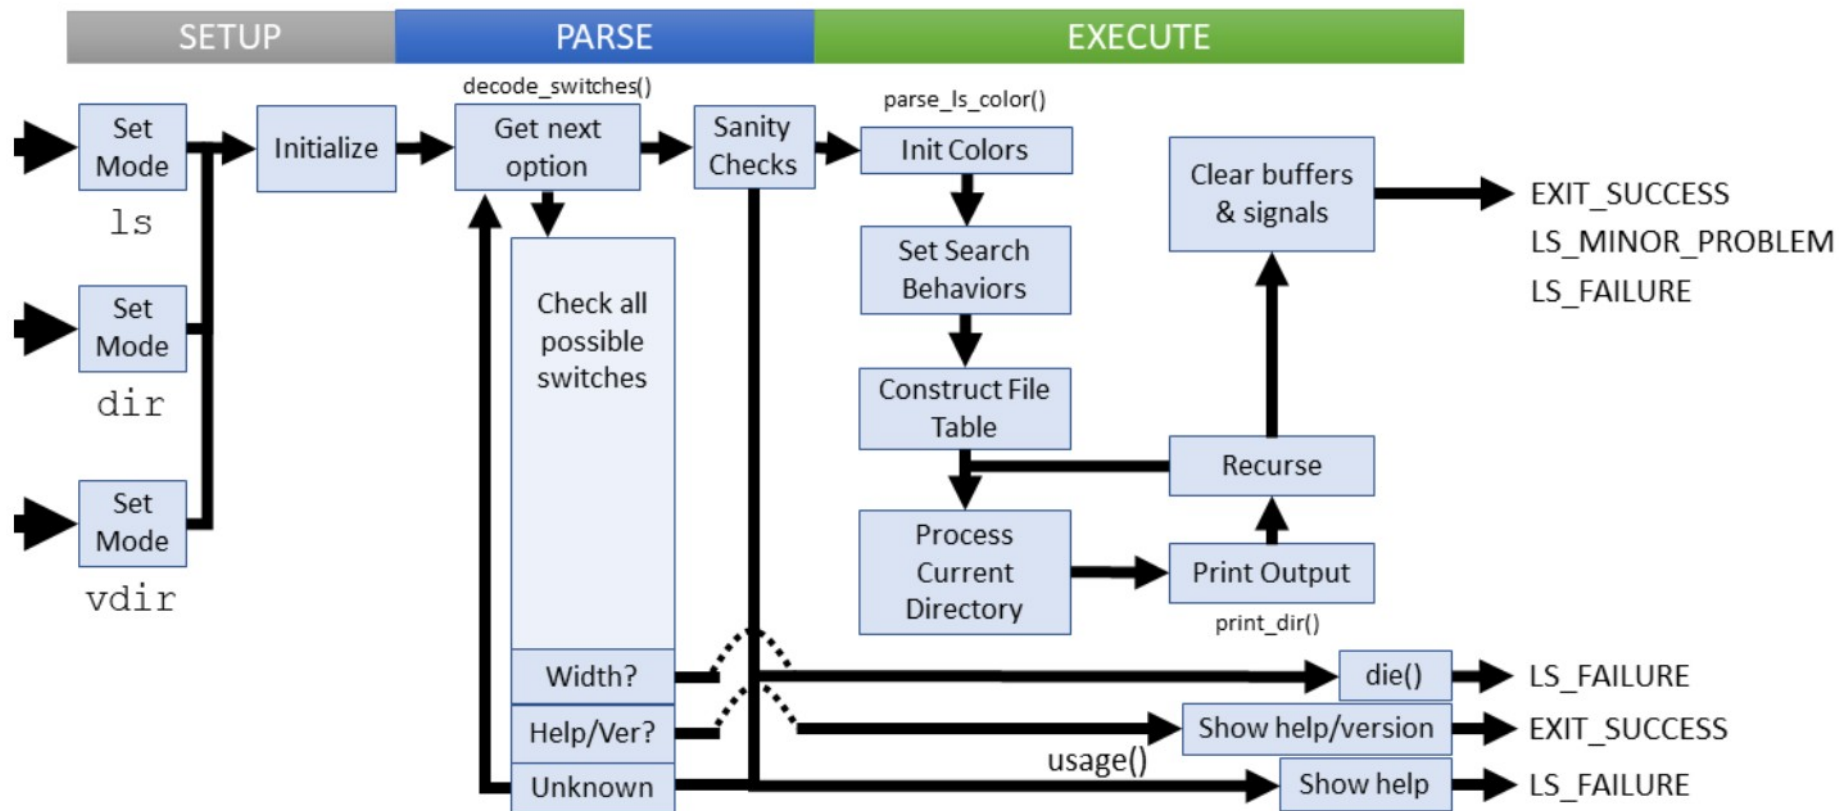 SETUP
PARSE
EXECUTE
decode_switches()
parse_ls_color()
Set
Mode
ls
Initialize
Get next
option
Sanity
Checks
Init Colors
Clear buffers
& signals
EXIT_SUCCESS
LS_MINOR_PROBLEM
LS_FAILURE
Set Search
Behaviors
Set
Mode
dir
Check all
possible
switches
Construct File
Table
Recurse
Set
Mode
vdir
Process
Current
Directory
Print Output
print_dir()
Width?
die()
LS_FAILURE
Help/Ver?
Show help/version
EXIT_SUCCESS
usage()
Unknown
Show help
LS_FAILURE